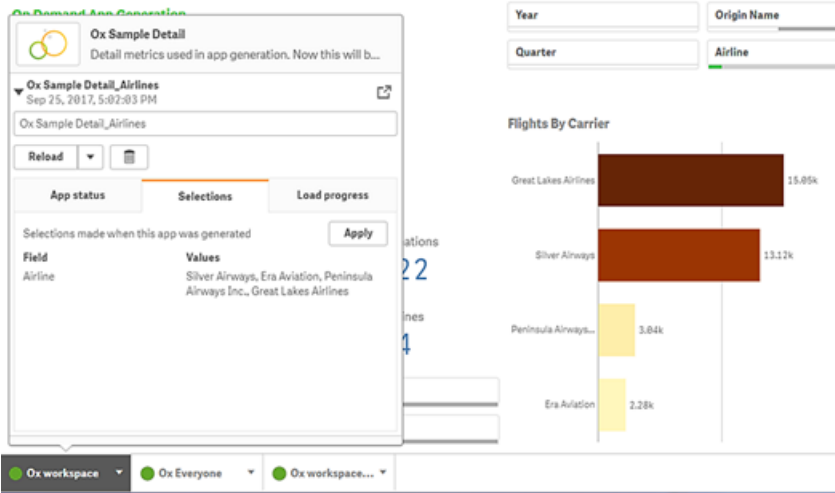 On Demand App Generation
Ox Sample Detail
Detail metrics used in app generation. Now this will b...
Ox Sample Detail_Airlines
Sep 25, 2017, 5:02:03 PM
Ox Sample Detail_Airlines
Reload
App status
Selections
Load progress
Selections made when this app was generated
Apply
Field
Values
Airline
Silver Airways, Era Aviation, Peninsula
Airways Inc., Great Lakes Airlines
ations
22
ines
4
Year
Origin Name
Quarter
Airline
Flights By Carrier
Great Lakes Airlines
15.05k
Silver Airways
13.12k
Peninsula Airways...
3.04k
Era Aviation
2.28k
Ox workspace
Ox Everyone
Ox workspace...